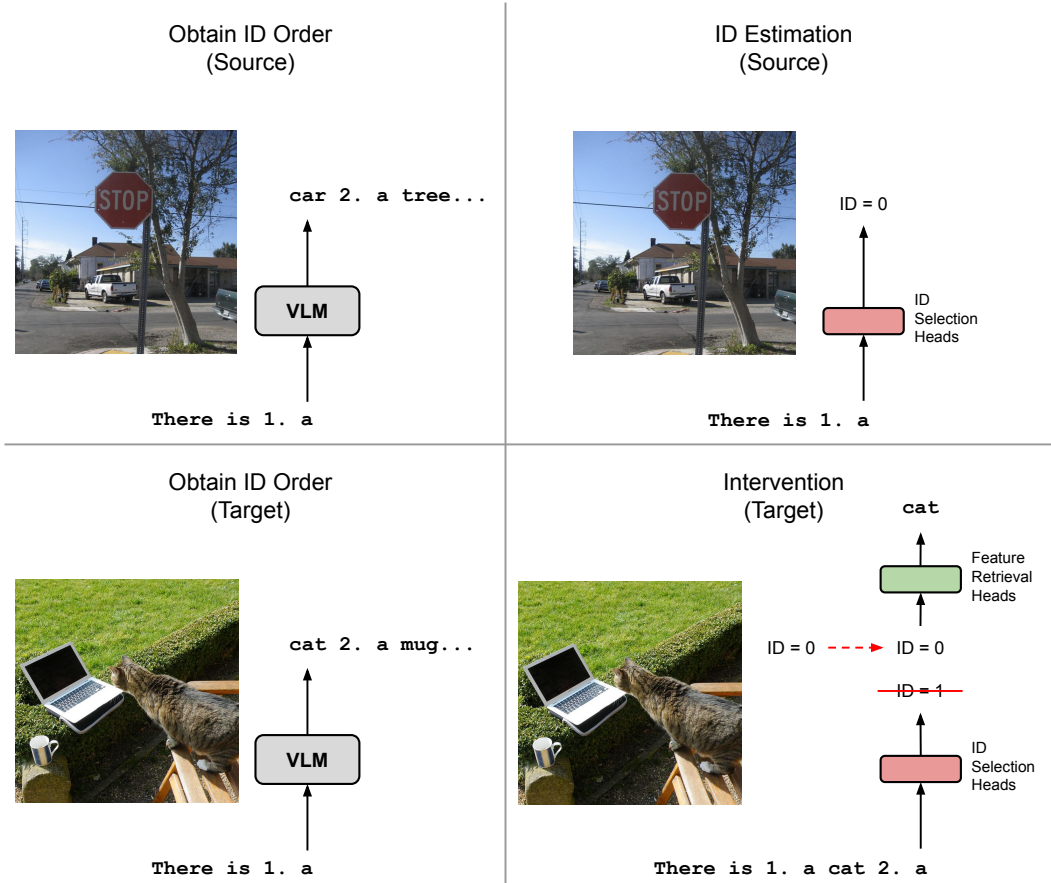 Obtain ID Order
(Source)
STOP
car 2. a tree...
VLM
There is 1. a
ID Estimation
(Source)
STOP
ID = 0
ID
Selection
Heads
There is 1. a
Obtain ID Order
(Target)
cat 2. a mug...
VLM
There is 1. a
Intervention
(Target)
cat
Feature
Retrieval
Heads
ID = 0
ID = 0
ID = 1
ID
Selection
Heads
There is 1. a cat 2. a